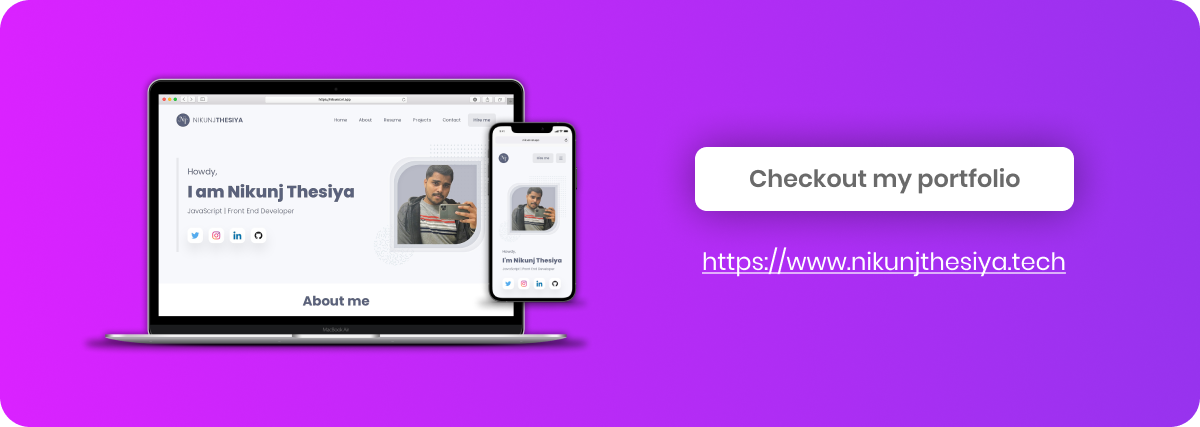 NIKUNJTHESIYA
Home About Resume Projects Contact Hire me
Howdy,
I am Nikunj Thesiya
JavaScript | Front End Developer
About me
MacBook Air
Hire me
Howdy,
I'm Nikunj Thesiya
JavaScript | Front End Developer
Checkout my portfolio
https://www.nikunjthesiya.tech